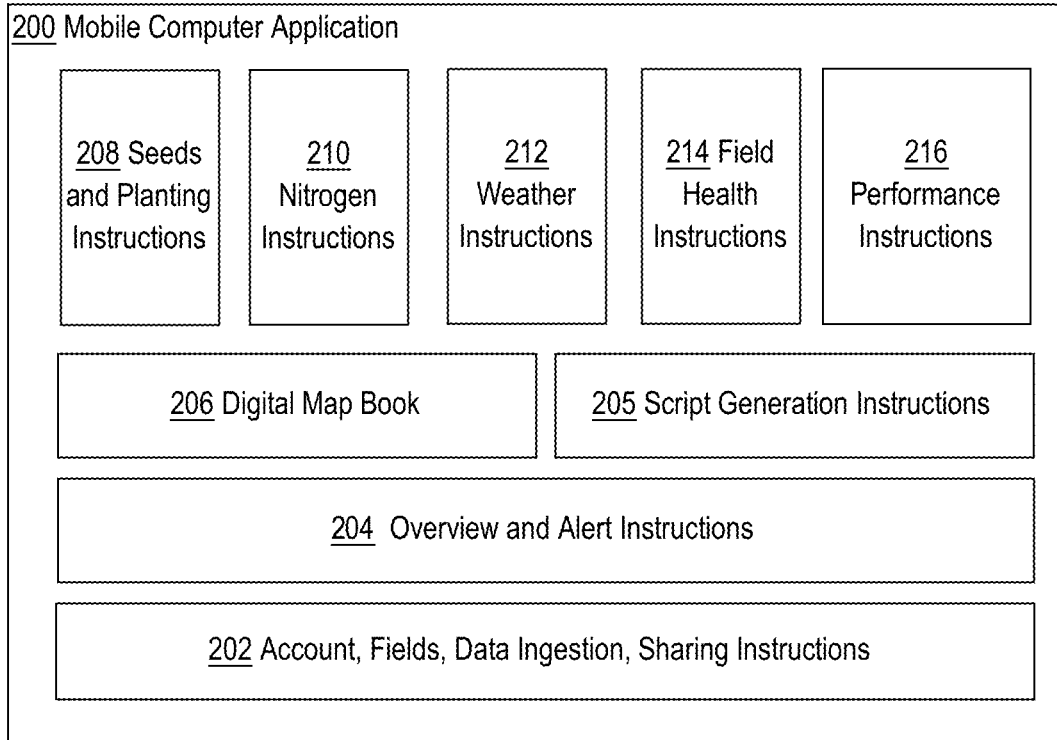 200 Mobile Computer Application
208 Seeds
and Planting
Instructions
210
Nitrogen
Instructions
212
Weather
Instructions
214 Field
Health
Instructions
216
Performance
Instructions
206 Digital Map Book
205 Script Generation Instructions
204 Overview and Alert Instructions
202 Account, Fields, Data Ingestion, Sharing Instructions